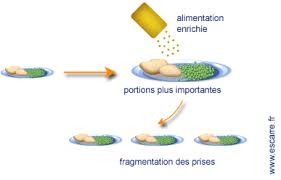 alimentation
enrichie
portions plus importantes
fragmentation des prises
www.escarre.fr